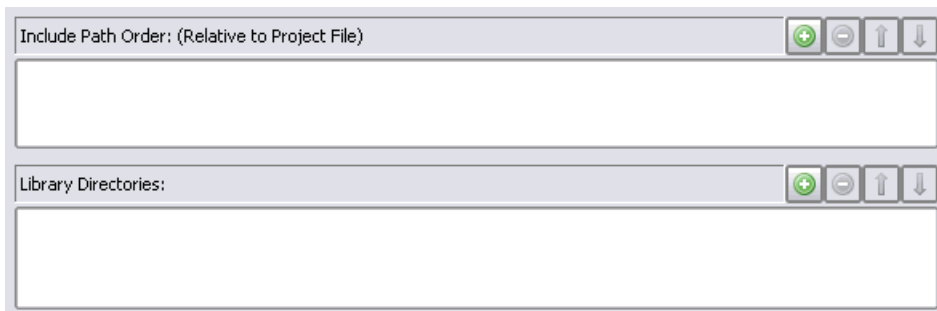 Include Path Order: (Relative to Project File)
Library Directories: